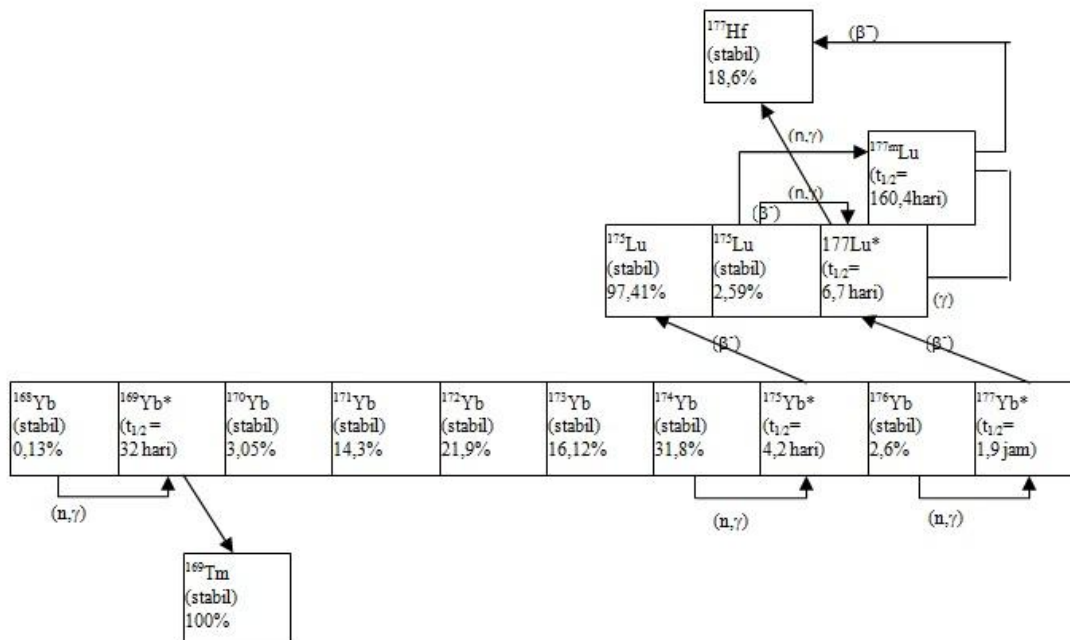 ¹⁷⁷Hf
(stabil)
18,6%
(β⁻)
(n,γ)
¹⁷⁷ᵐLu
(t₁/₂=
160,4hari)
(n,γ)
(β⁻)
¹⁷⁵Lu
(stabil)
97,41%
¹⁷⁵Lu
(stabil)
2,59%
177Lu*
(t₁/₂=
6,7 hari)
(γ)
(β⁻)
(β⁻)
¹⁶⁸Yb
(stabil)
0,13%
¹⁶⁹Yb*
(t₁/₂ =
32 hari)
¹⁷⁰Yb
(stabil)
3,05%
¹⁷¹Yb
(stabil)
14,3%
¹⁷²Yb
(stabil)
21,9%
¹⁷³Yb
(stabil)
16,12%
¹⁷⁴Yb
(stabil)
31,8%
¹⁷⁵Yb*
(t₁/₂=
4,2 hari)
¹⁷⁶Yb
(stabil)
2,6%
¹⁷⁷Yb*
(t₁/₂=
1,9 jam)
(n,γ)
(n,γ)
(n,γ)
¹⁶⁹Tm
(stabil)
100%